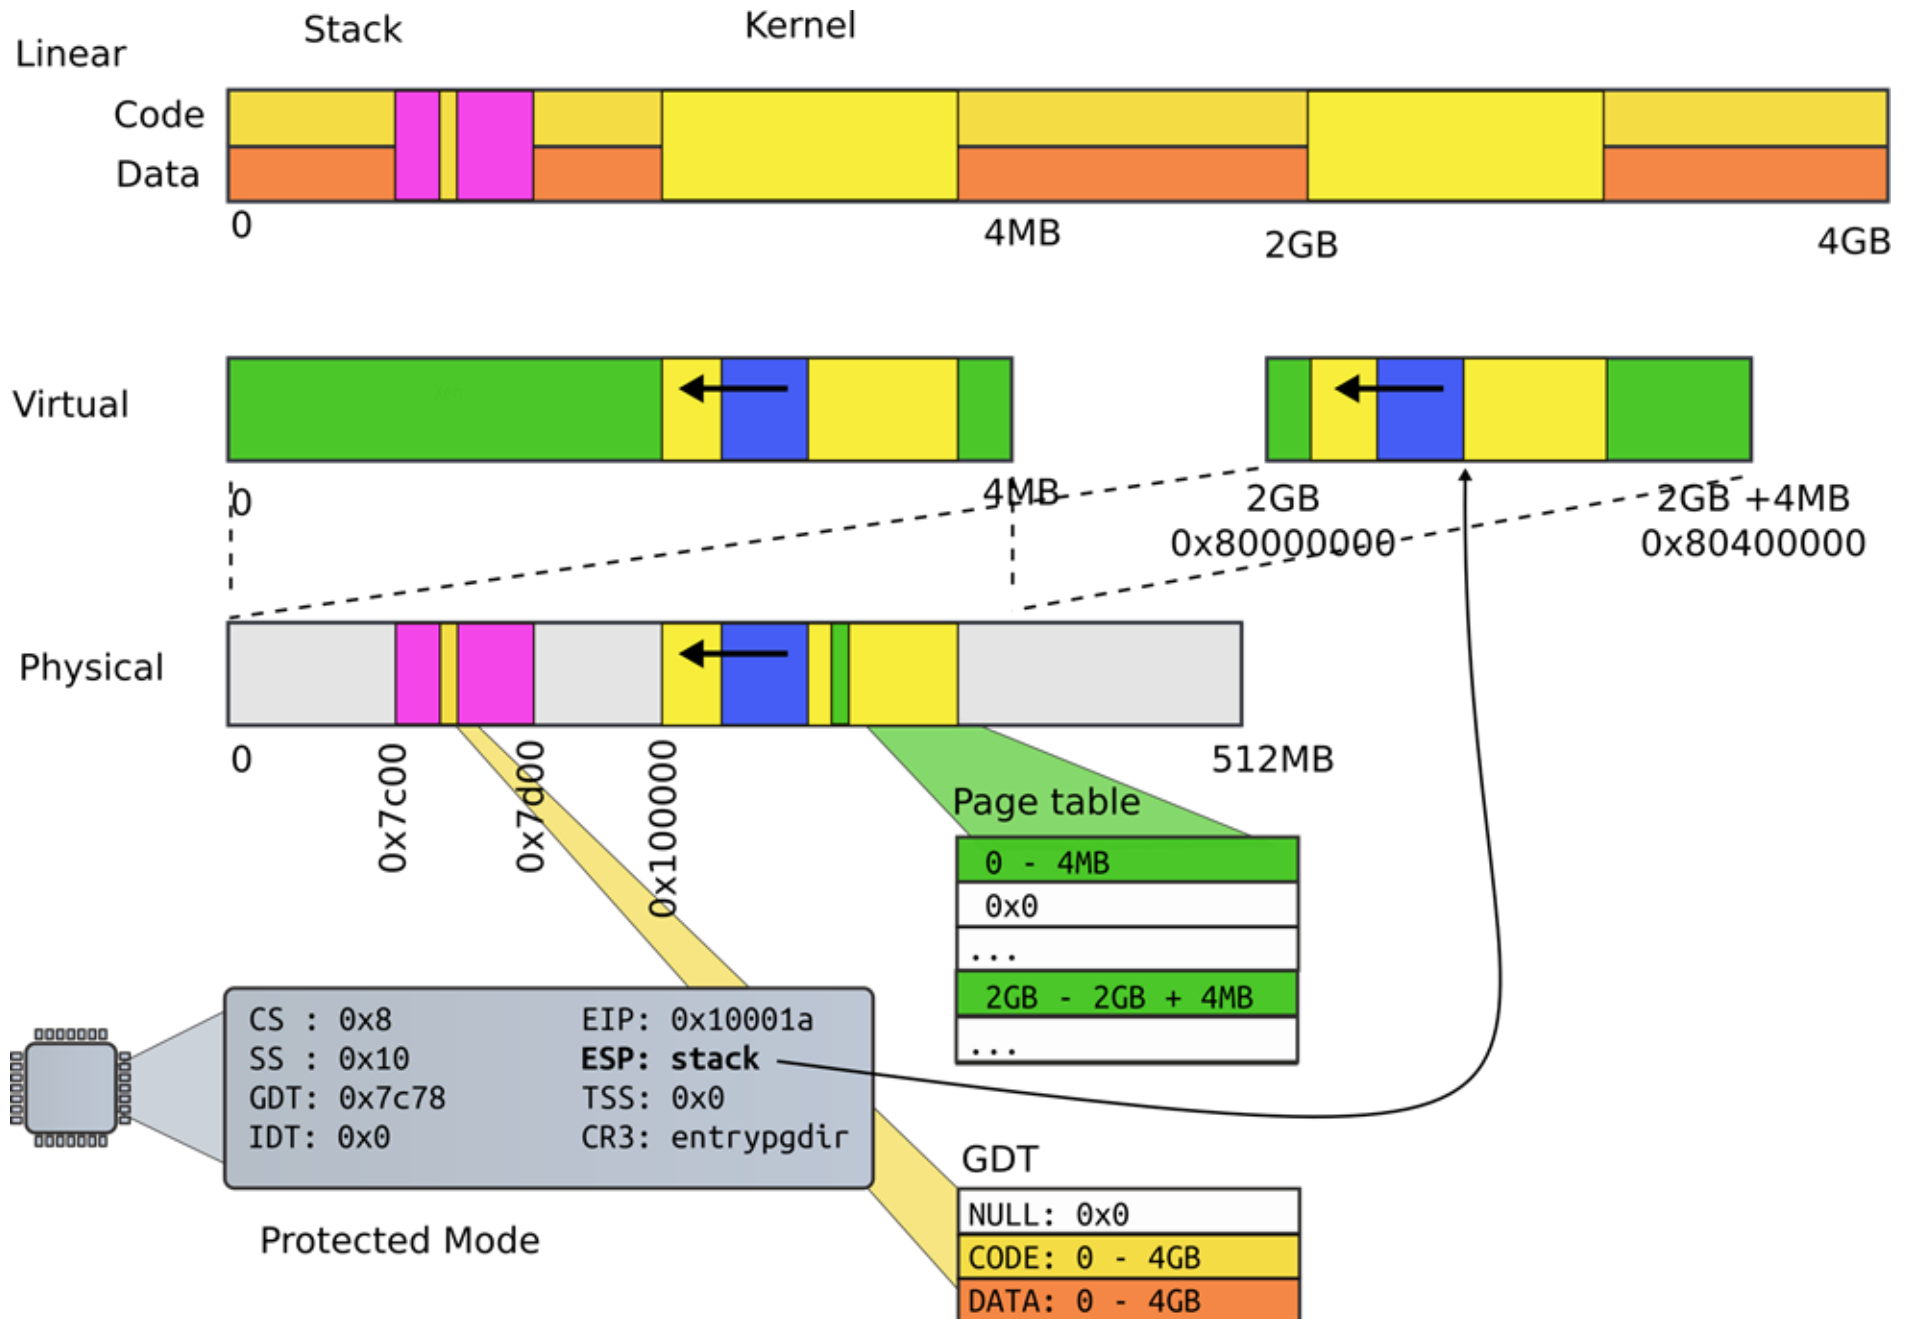 Stack
Kernel
Linear
Code
Data
0
4MB
2GB
4GB
Virtual
0
4MB
2GB
0x80000000
2GB +4MB
0x80400000
Physical
0
0x7c00
0x7d00
0x100000
512MB
Page table
0 - 4MB
0x0
...
2GB - 2GB + 4MB
...
CS : 0x8
EIP: 0x10001a
SS : 0x10
ESP: stack
GDT: 0x7c78
TSS: 0x0
IDT: 0x0
CR3: entrypgdir
Protected Mode
GDT
NULL: 0x0
CODE: 0 - 4GB
DATA: 0 - 4GB